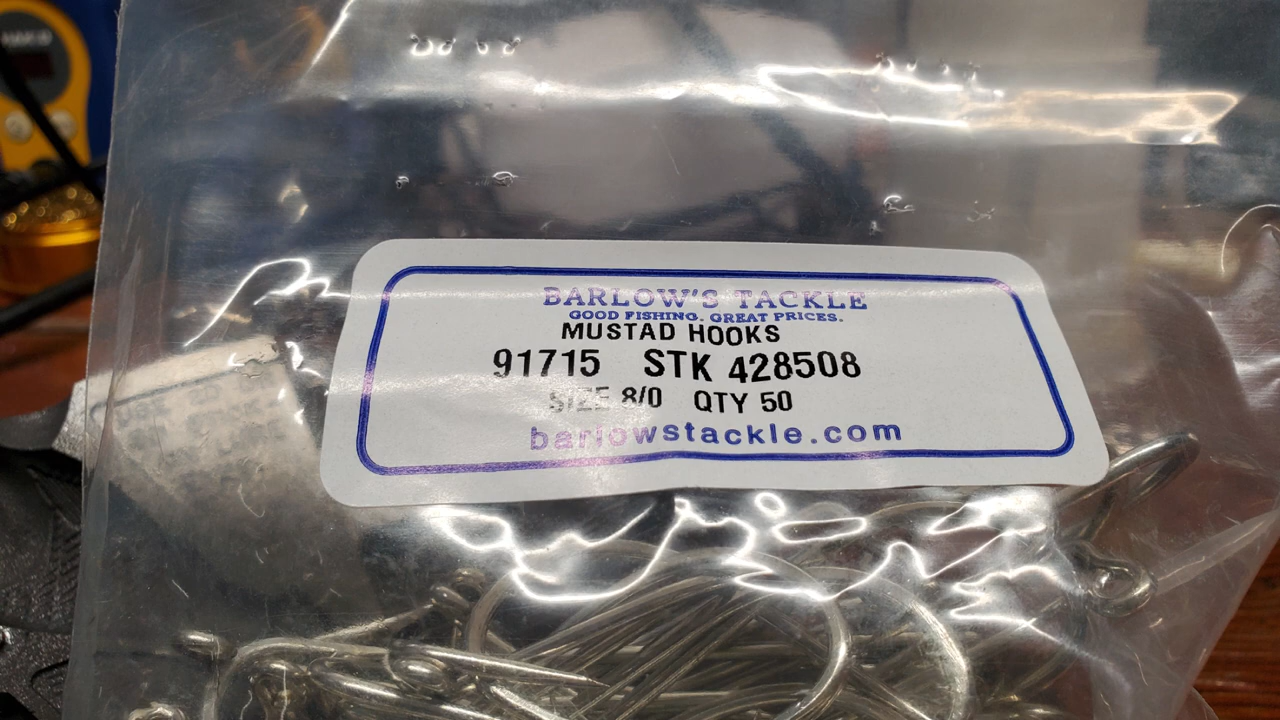 BARLOW'S TACKLE
GOOD FISHING. GREAT PRICES.
MUSTAD HOOKS
91715 STK 428508
SIZE 8/0 QTY 50
barlowstackle.com